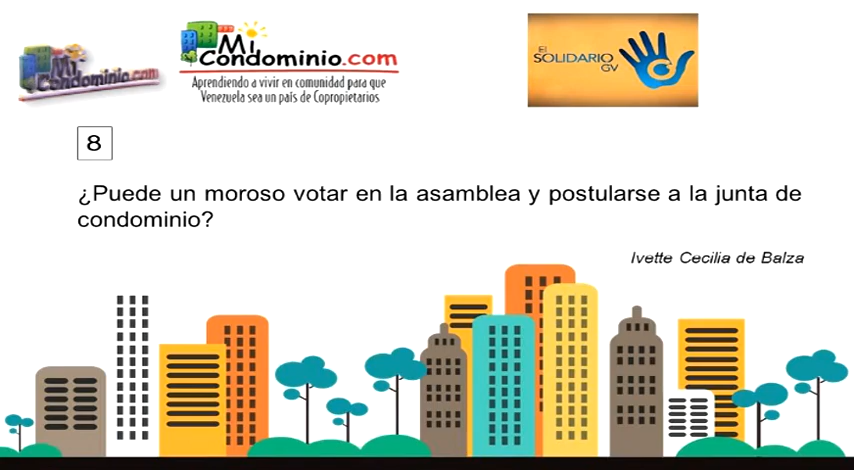 Mi
Condominio.com
Mi
Condominio.com
Aprendiendo a vivir en comunidad para que
Venezuela sea un país de Copropietarios
EL
SOLIDARIO
GV
8
¿Puede un moroso votar en la asamblea y postularse a la junta de
condominio?
Ivette Cecilia de Balza